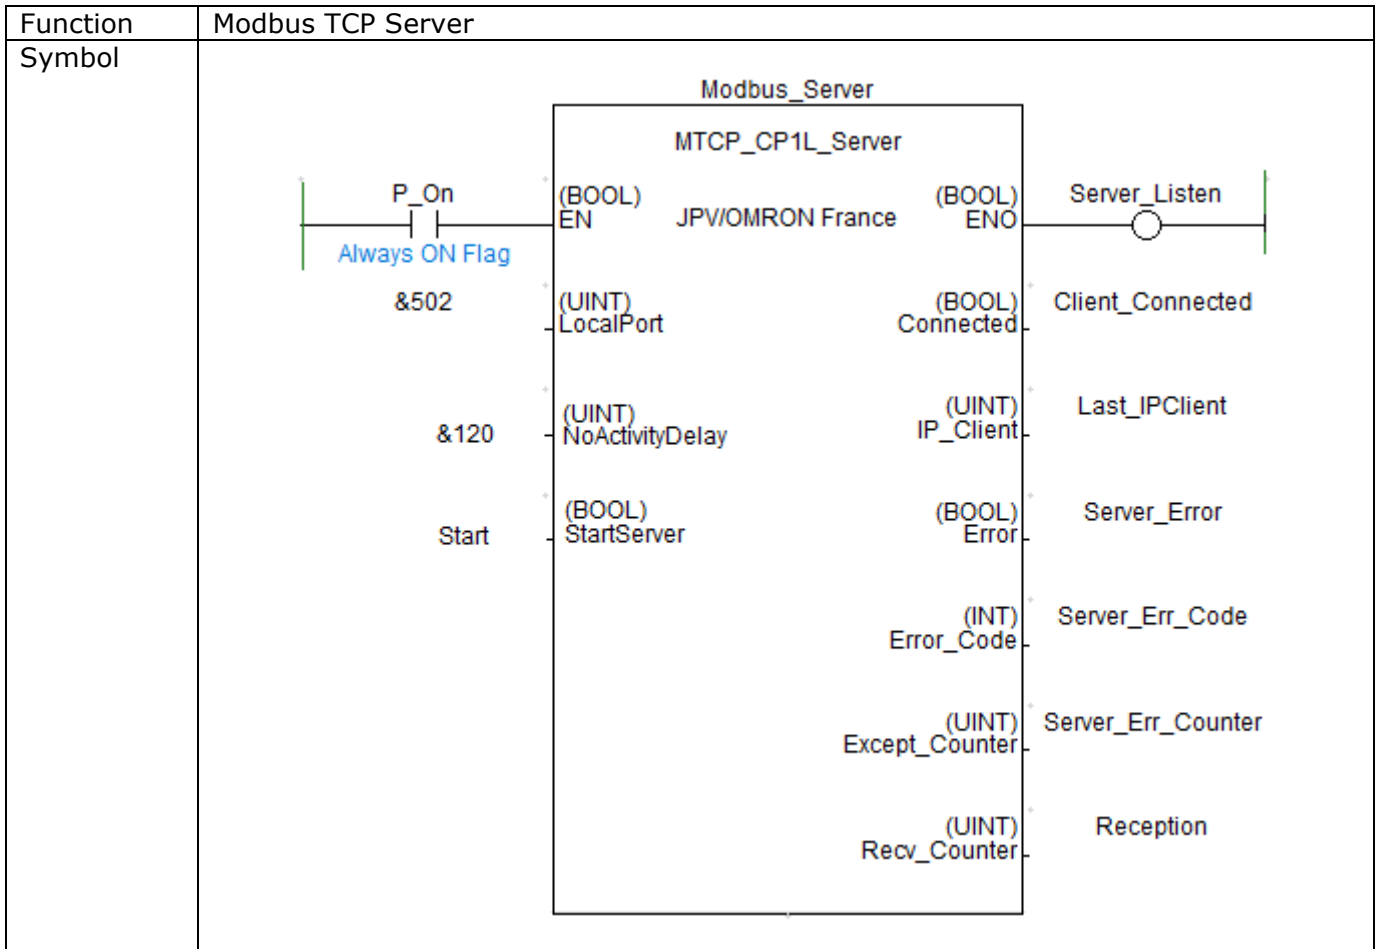 Function Modbus TCP Server
Symbol
Modbus_Server
MTCP_CP1L_Server
P_On (BOOL) (BOOL) Server_Listen
EN JPV/OMRON France ENO
Always ON Flag
&502 (UINT) (BOOL) Client_Connected
LocalPort Connected
(UINT) (UINT) Last_IPClient
&120 NoActivityDelay IP_Client
(BOOL) (BOOL) Server_Error
Start StartServer Error
(INT) Server_Err_Code
Error_Code
(UINT) Server_Err_Counter
Except_Counter
(UINT) Reception
Recv_Counter